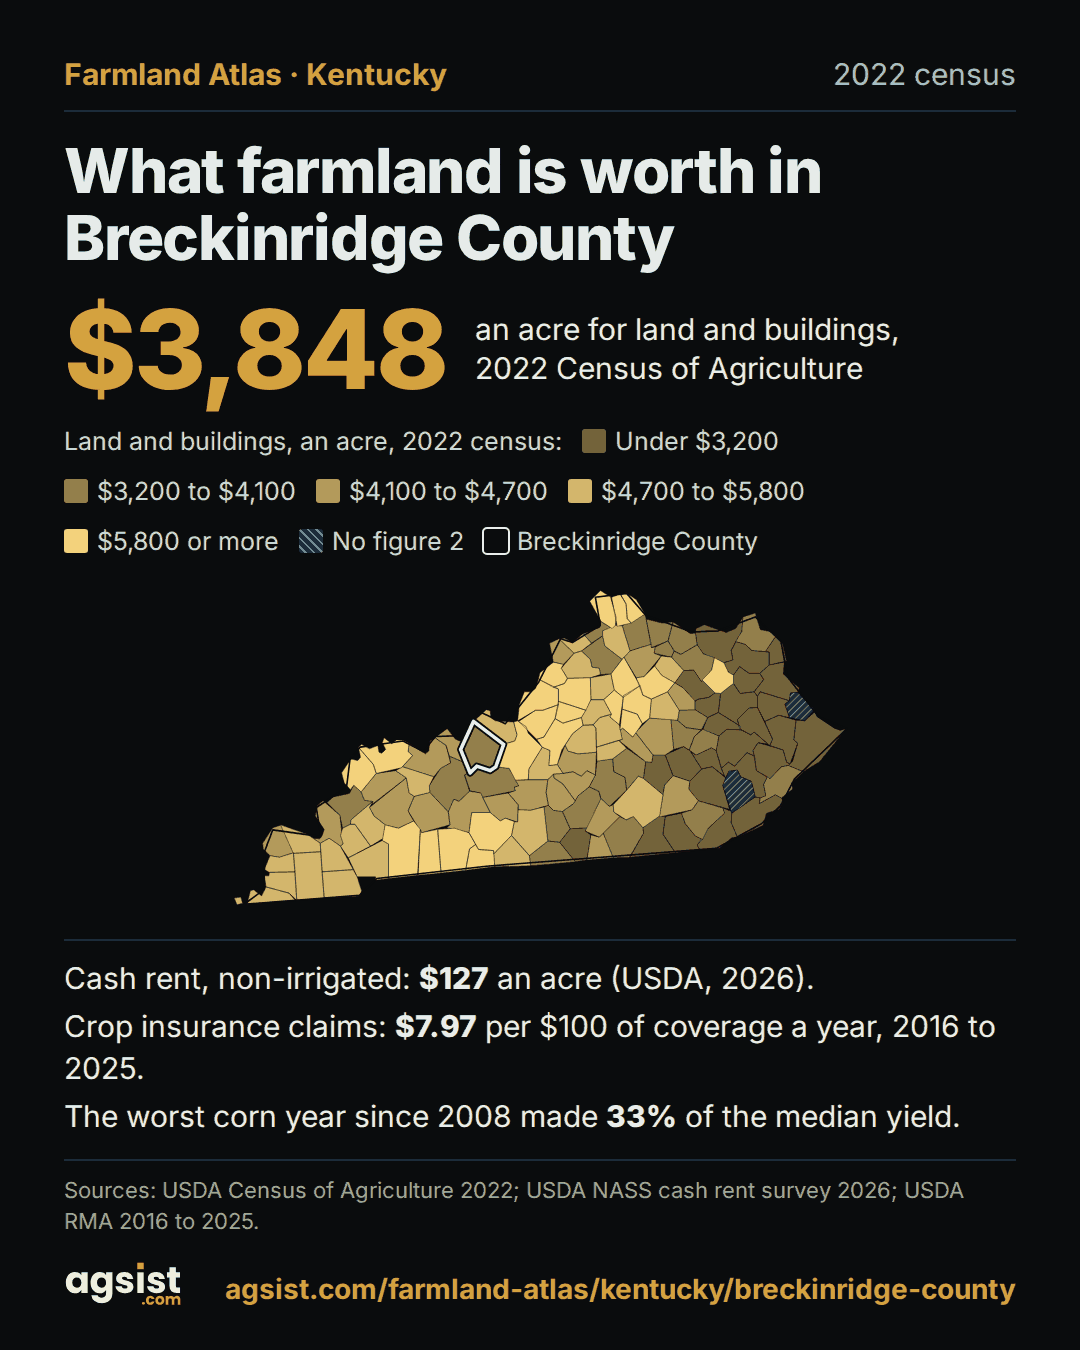 Farmland Atlas · Kentucky
2022 census
What farmland is worth in
Breckinridge County
$3,848
an acre for land and buildings,
2022 Census of Agriculture
Land and buildings, an acre, 2022 census: Under $3,200
$3,200 to $4,100 $4,100 to $4,700 $4,700 to $5,800
$5,800 or more No figure 2 Breckinridge County
Cash rent, non-irrigated: $127 an acre (USDA, 2026).
Crop insurance claims: $7.97 per $100 of coverage a year, 2016 to
2025.
The worst corn year since 2008 made 33% of the median yield.
Sources: USDA Census of Agriculture 2022; USDA NASS cash rent survey 2026; USDA
RMA 2016 to 2025.
agsist
.com
agsist.com/farmland-atlas/kentucky/breckinridge-county